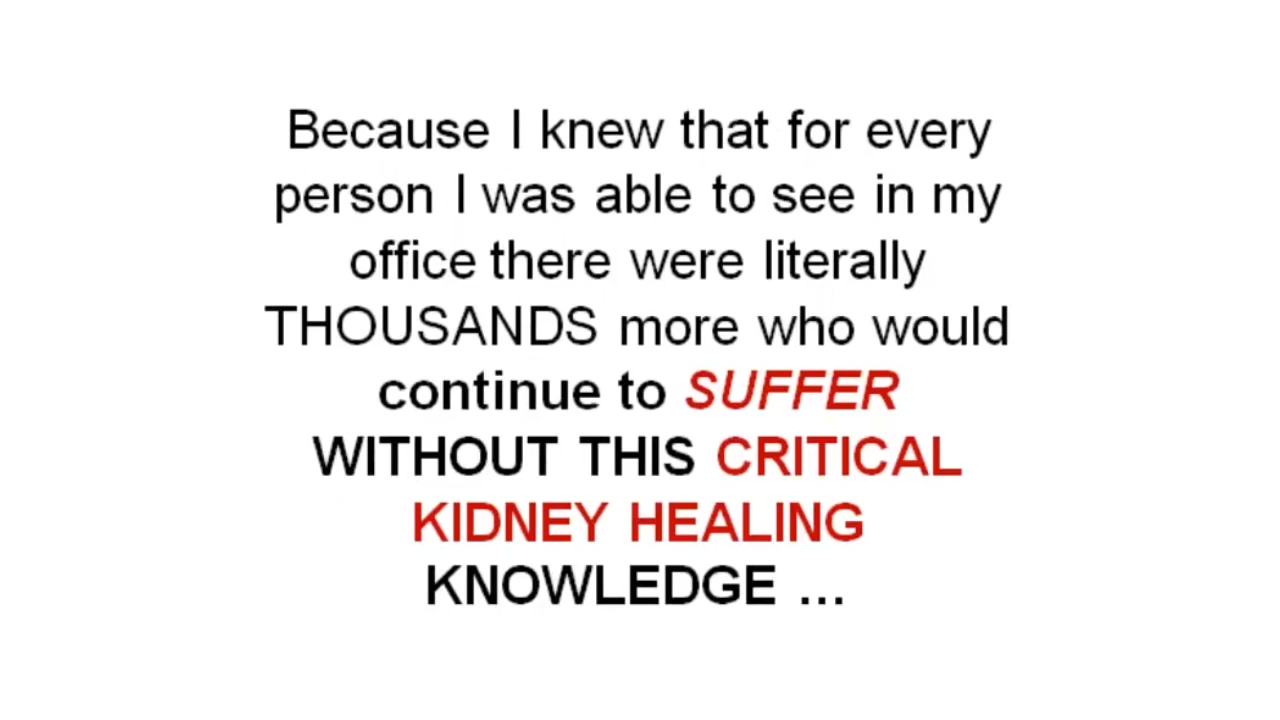 Because I knew that for every
person I was able to see in my
office there were literally
THOUSANDS more who would
continue to SUFFER
WITHOUT THIS CRITICAL
KIDNEY HEALING
KNOWLEDGE ...